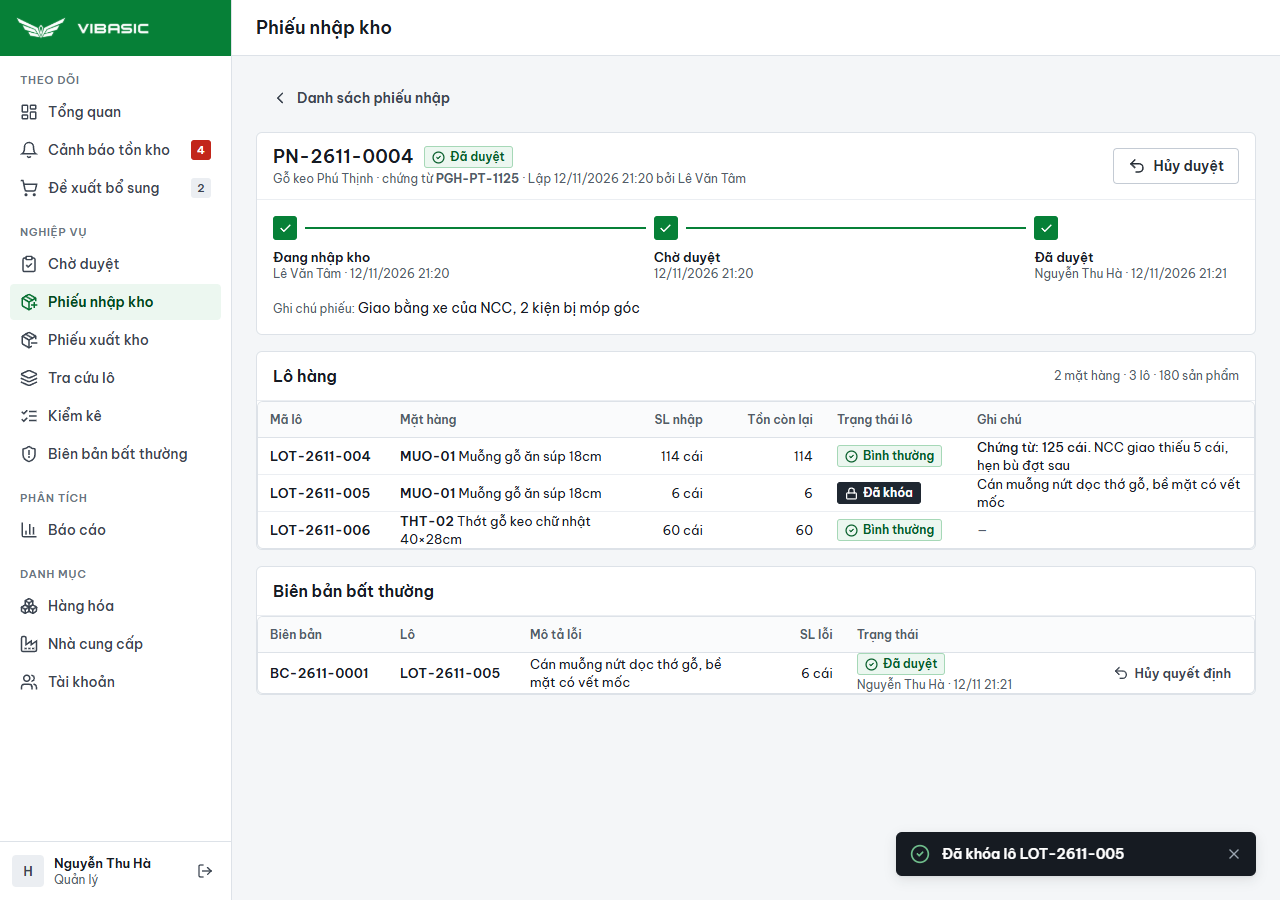 VIBASIC
Phiếu nhập kho
THEO DÕI
Tổng quan
Cảnh báo tồn kho 4
Đề xuất bổ sung 2
NGHIỆP VỤ
Chờ duyệt
Phiếu nhập kho
Phiếu xuất kho
Tra cứu lô
Kiểm kê
Biên bản bất thường
PHÂN TÍCH
Báo cáo
DANH MỤC
Hàng hóa
Nhà cung cấp
Tài khoản
H
Nguyễn Thu Hà
Quản lý
Danh sách phiếu nhập
PN-2611-0004 Đã duyệt
Gỗ keo Phú Thịnh · chứng từ PGH-PT-1125 · Lập 12/11/2026 21:20 bởi Lê Văn Tâm
Hủy duyệt
Đang nhập kho
Lê Văn Tâm · 12/11/2026 21:20
Chờ duyệt
12/11/2026 21:20
Đã duyệt
Nguyễn Thu Hà · 12/11/2026 21:21
Ghi chú phiếu: Giao bằng xe của NCC, 2 kiện bị móp góc
Lô hàng
2 mặt hàng · 3 lô · 180 sản phẩm
Mã lô Mặt hàng SL nhập Tồn còn lại Trạng thái lô Ghi chú
LOT-2611-004 MUO-01 Muỗng gỗ ăn súp 18cm 114 cái 114 Bình thường Chứng từ: 125 cái. NCC giao thiếu 5 cái,
hẹn bù đợt sau
LOT-2611-005 MUO-01 Muỗng gỗ ăn súp 18cm 6 cái 6 Đã khóa Cán muỗng nứt dọc thớ gỗ, bề mặt có vết
mốc
LOT-2611-006 THT-02 Thớt gỗ keo chữ nhật
40×28cm 60 cái 60 Bình thường –
Biên bản bất thường
Biên bản Lô Mô tả lỗi SL lỗi Trạng thái
BC-2611-0001 LOT-2611-005 Cán muỗng nứt dọc thớ gỗ, bề
mặt có vết mốc 6 cái Đã duyệt
Nguyễn Thu Hà · 12/11 21:21
Hủy quyết định
Đã khóa lô LOT-2611-005